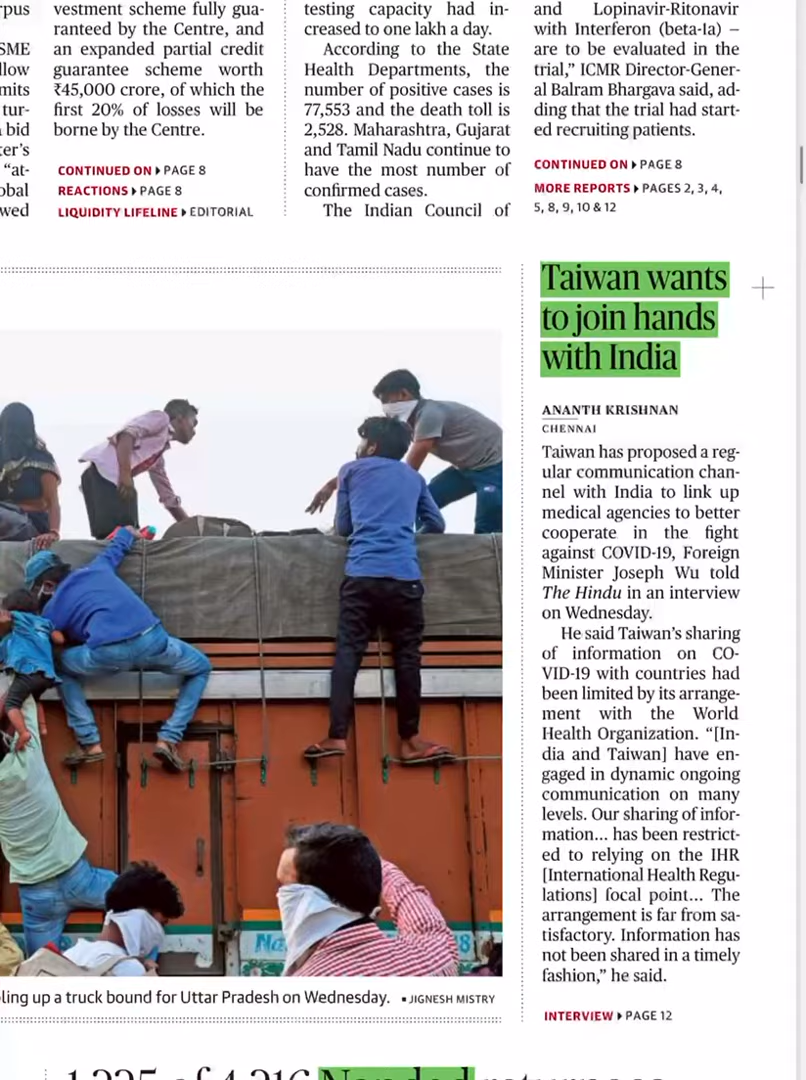 rpus
SME
llow
mits
tur-
bid
ter's
"at-
obal
wed
vestment scheme fully gua-
ranteed by the Centre, and
an expanded partial credit
guarantee scheme worth
₹45,000 crore, of which the
first 20% of losses will be
borne by the Centre.
CONTINUED ON PAGE 8
REACTIONS PAGE 8
LIQUIDITY LIFELINE EDITORIAL
testing capacity had in-
creased to one lakh a day.
According to the State
Health Departments, the
number of positive cases is
77,553 and the death toll is
2,528. Maharashtra, Gujarat
and Tamil Nadu continue to
have the most number of
confirmed cases.
The Indian Council of
and Lopinavir-Ritonavir
with Interferon (beta-1a) –
are to be evaluated in the
trial," ICMR Director-Gener-
al Balram Bhargava said, ad-
ding that the trial had start-
ed recruiting patients.
CONTINUED ON PAGE 8
MORE REPORTS PAGES 2, 3, 4,
5, 8, 9, 10 & 12
ling up a truck bound for Uttar Pradesh on Wednesday. JIGNESH MISTRY
Taiwan wants
to join hands
with India
ANANTH KRISHNAN
CHENNAI
Taiwan has proposed a reg-
ular communication chan-
nel with India to link up
medical agencies to better
cooperate in the fight
against COVID-19, Foreign
Minister Joseph Wu told
The Hindu in an interview
on Wednesday.
He said Taiwan's sharing
of information on CO-
VID-19 with countries had
been limited by its arrange-
ment with the World
Health Organization. "[In-
dia and Taiwan] have en-
gaged in dynamic ongoing
communication on many
levels. Our sharing of infor-
mation... has been restrict-
ed to relying on the IHR
[International Health Regu-
lations] focal point... The
arrangement is far from sa-
tisfactory. Information has
not been shared in a timely
fashion," he said.
INTERVIEW PAGE 12